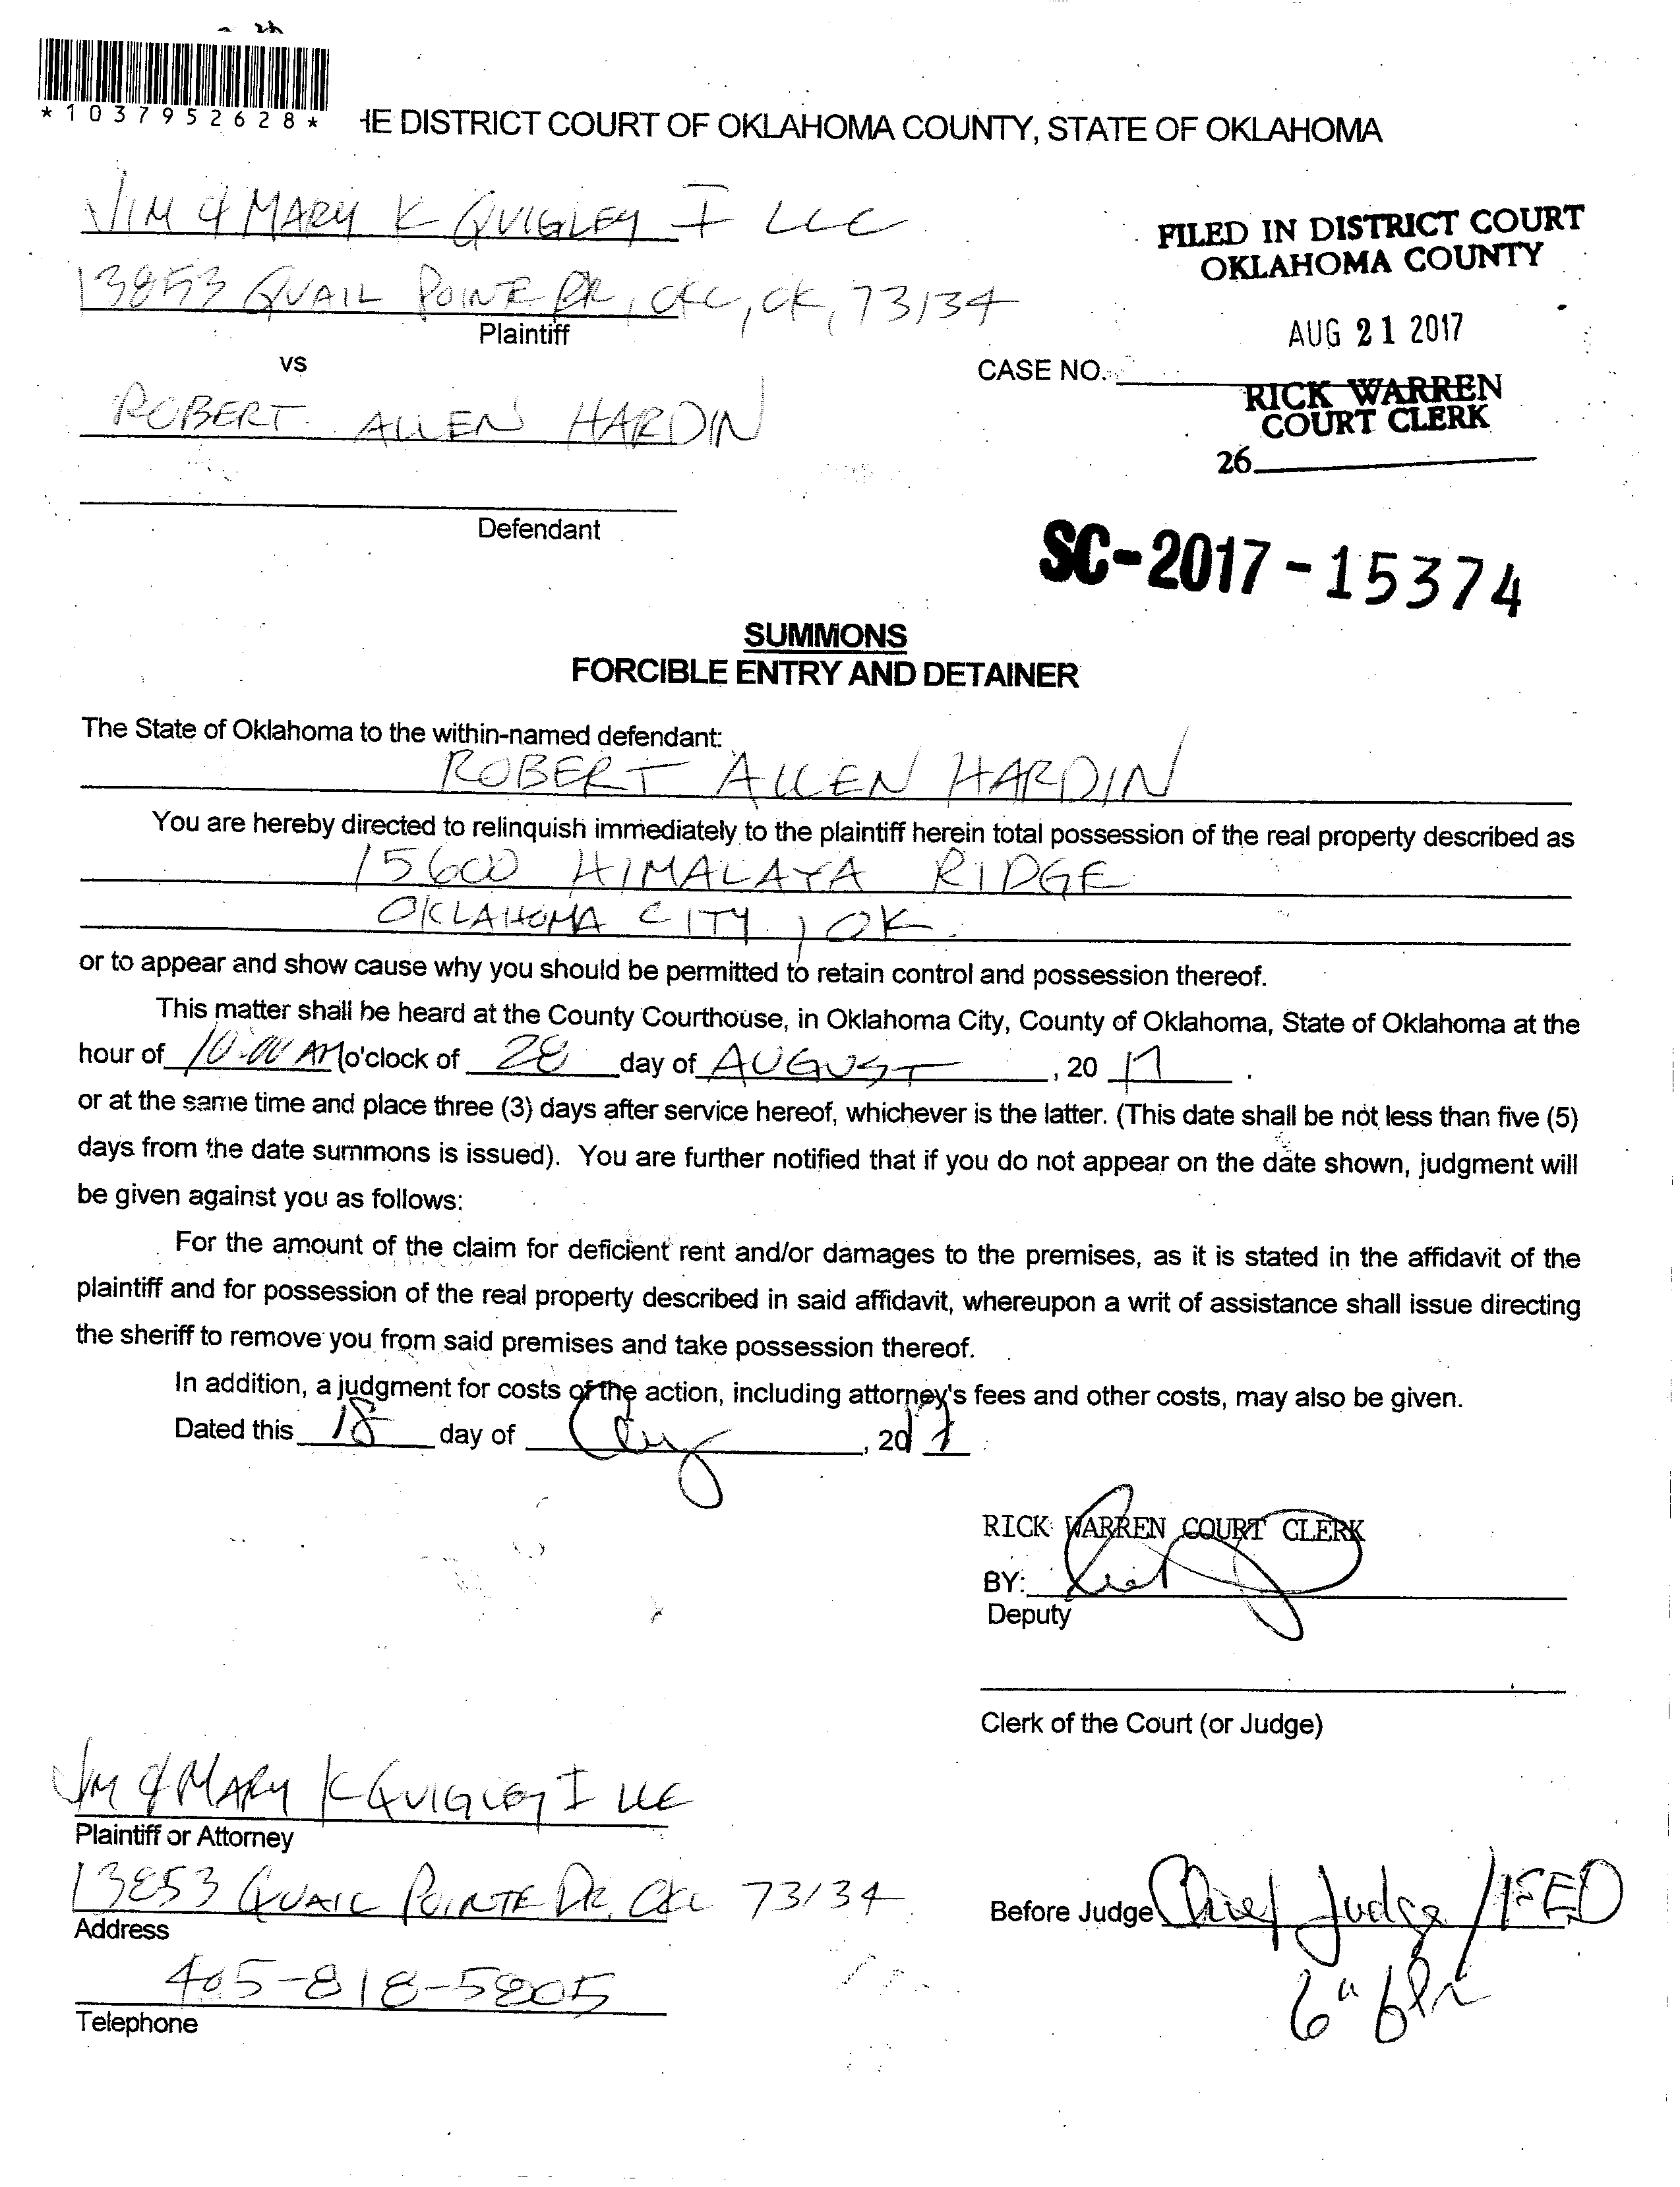 *1037952628*
HE DISTRICT COURT OF OKLAHOMA COUNTY, STATE OF OKLAHOMA
JIM & MARY K QUIGLEY I LLC
13853 QUAIL POINTE DR, OKC, OK, 73134
Plaintiff
vs
ROBERT ALLEN HARDIN
Defendant
FILED IN DISTRICT COURT
OKLAHOMA COUNTY
AUG 21 2017
CASE NO.
RICK WARREN
COURT CLERK
26
SC-2017-15374
SUMMONS
FORCIBLE ENTRY AND DETAINER
The State of Oklahoma to the within-named defendant:
ROBERT ALLEN HARDIN
You are hereby directed to relinquish immediately to the plaintiff herein total possession of the real property described as
15600 HIMALAYA RIDGE
OKLAHOMA CITY, OK
or to appear and show cause why you should be permitted to retain control and possession thereof.
This matter shall be heard at the County Courthouse, in Oklahoma City, County of Oklahoma, State of Oklahoma at the
hour of 10:00 AM o'clock of 28 day of AUGUST, 20 17.
or at the same time and place three (3) days after service hereof, whichever is the latter. (This date shall be not less than five (5)
days from the date summons is issued). You are further notified that if you do not appear on the date shown, judgment will
be given against you as follows:
For the amount of the claim for deficient rent and/or damages to the premises, as it is stated in the affidavit of the
plaintiff and for possession of the real property described in said affidavit, whereupon a writ of assistance shall issue directing
the sheriff to remove you from said premises and take possession thereof.
In addition, a judgment for costs of the action, including attorney's fees and other costs, may also be given.
Dated this 18 day of Aug, 2017.
RICK WARREN COURT CLERK
BY:
Deputy
Clerk of the Court (or Judge)
JIM & MARY K QUIGLEY I LLC
Plaintiff or Attorney
13853 QUAIL POINTE DR, OKC 73134
Address
405-818-5805
Telephone
Before Judge Chief Judge/FED
6th flr